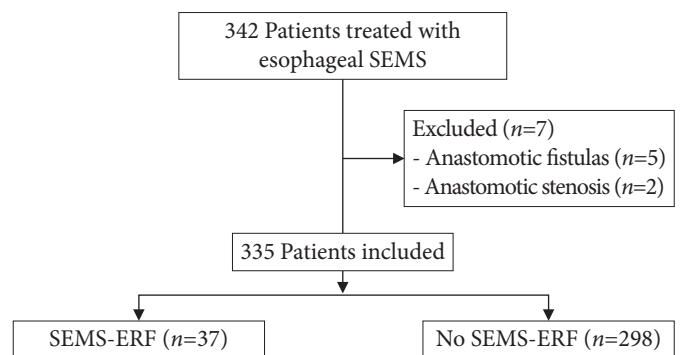 342 Patients treated with
esophageal SEMS
Excluded (n=7)
- Anastomotic fistulas (n=5)
- Anastomotic stenosis (n=2)
335 Patients included
SEMS-ERF (n=37)
No SEMS-ERF (n=298)